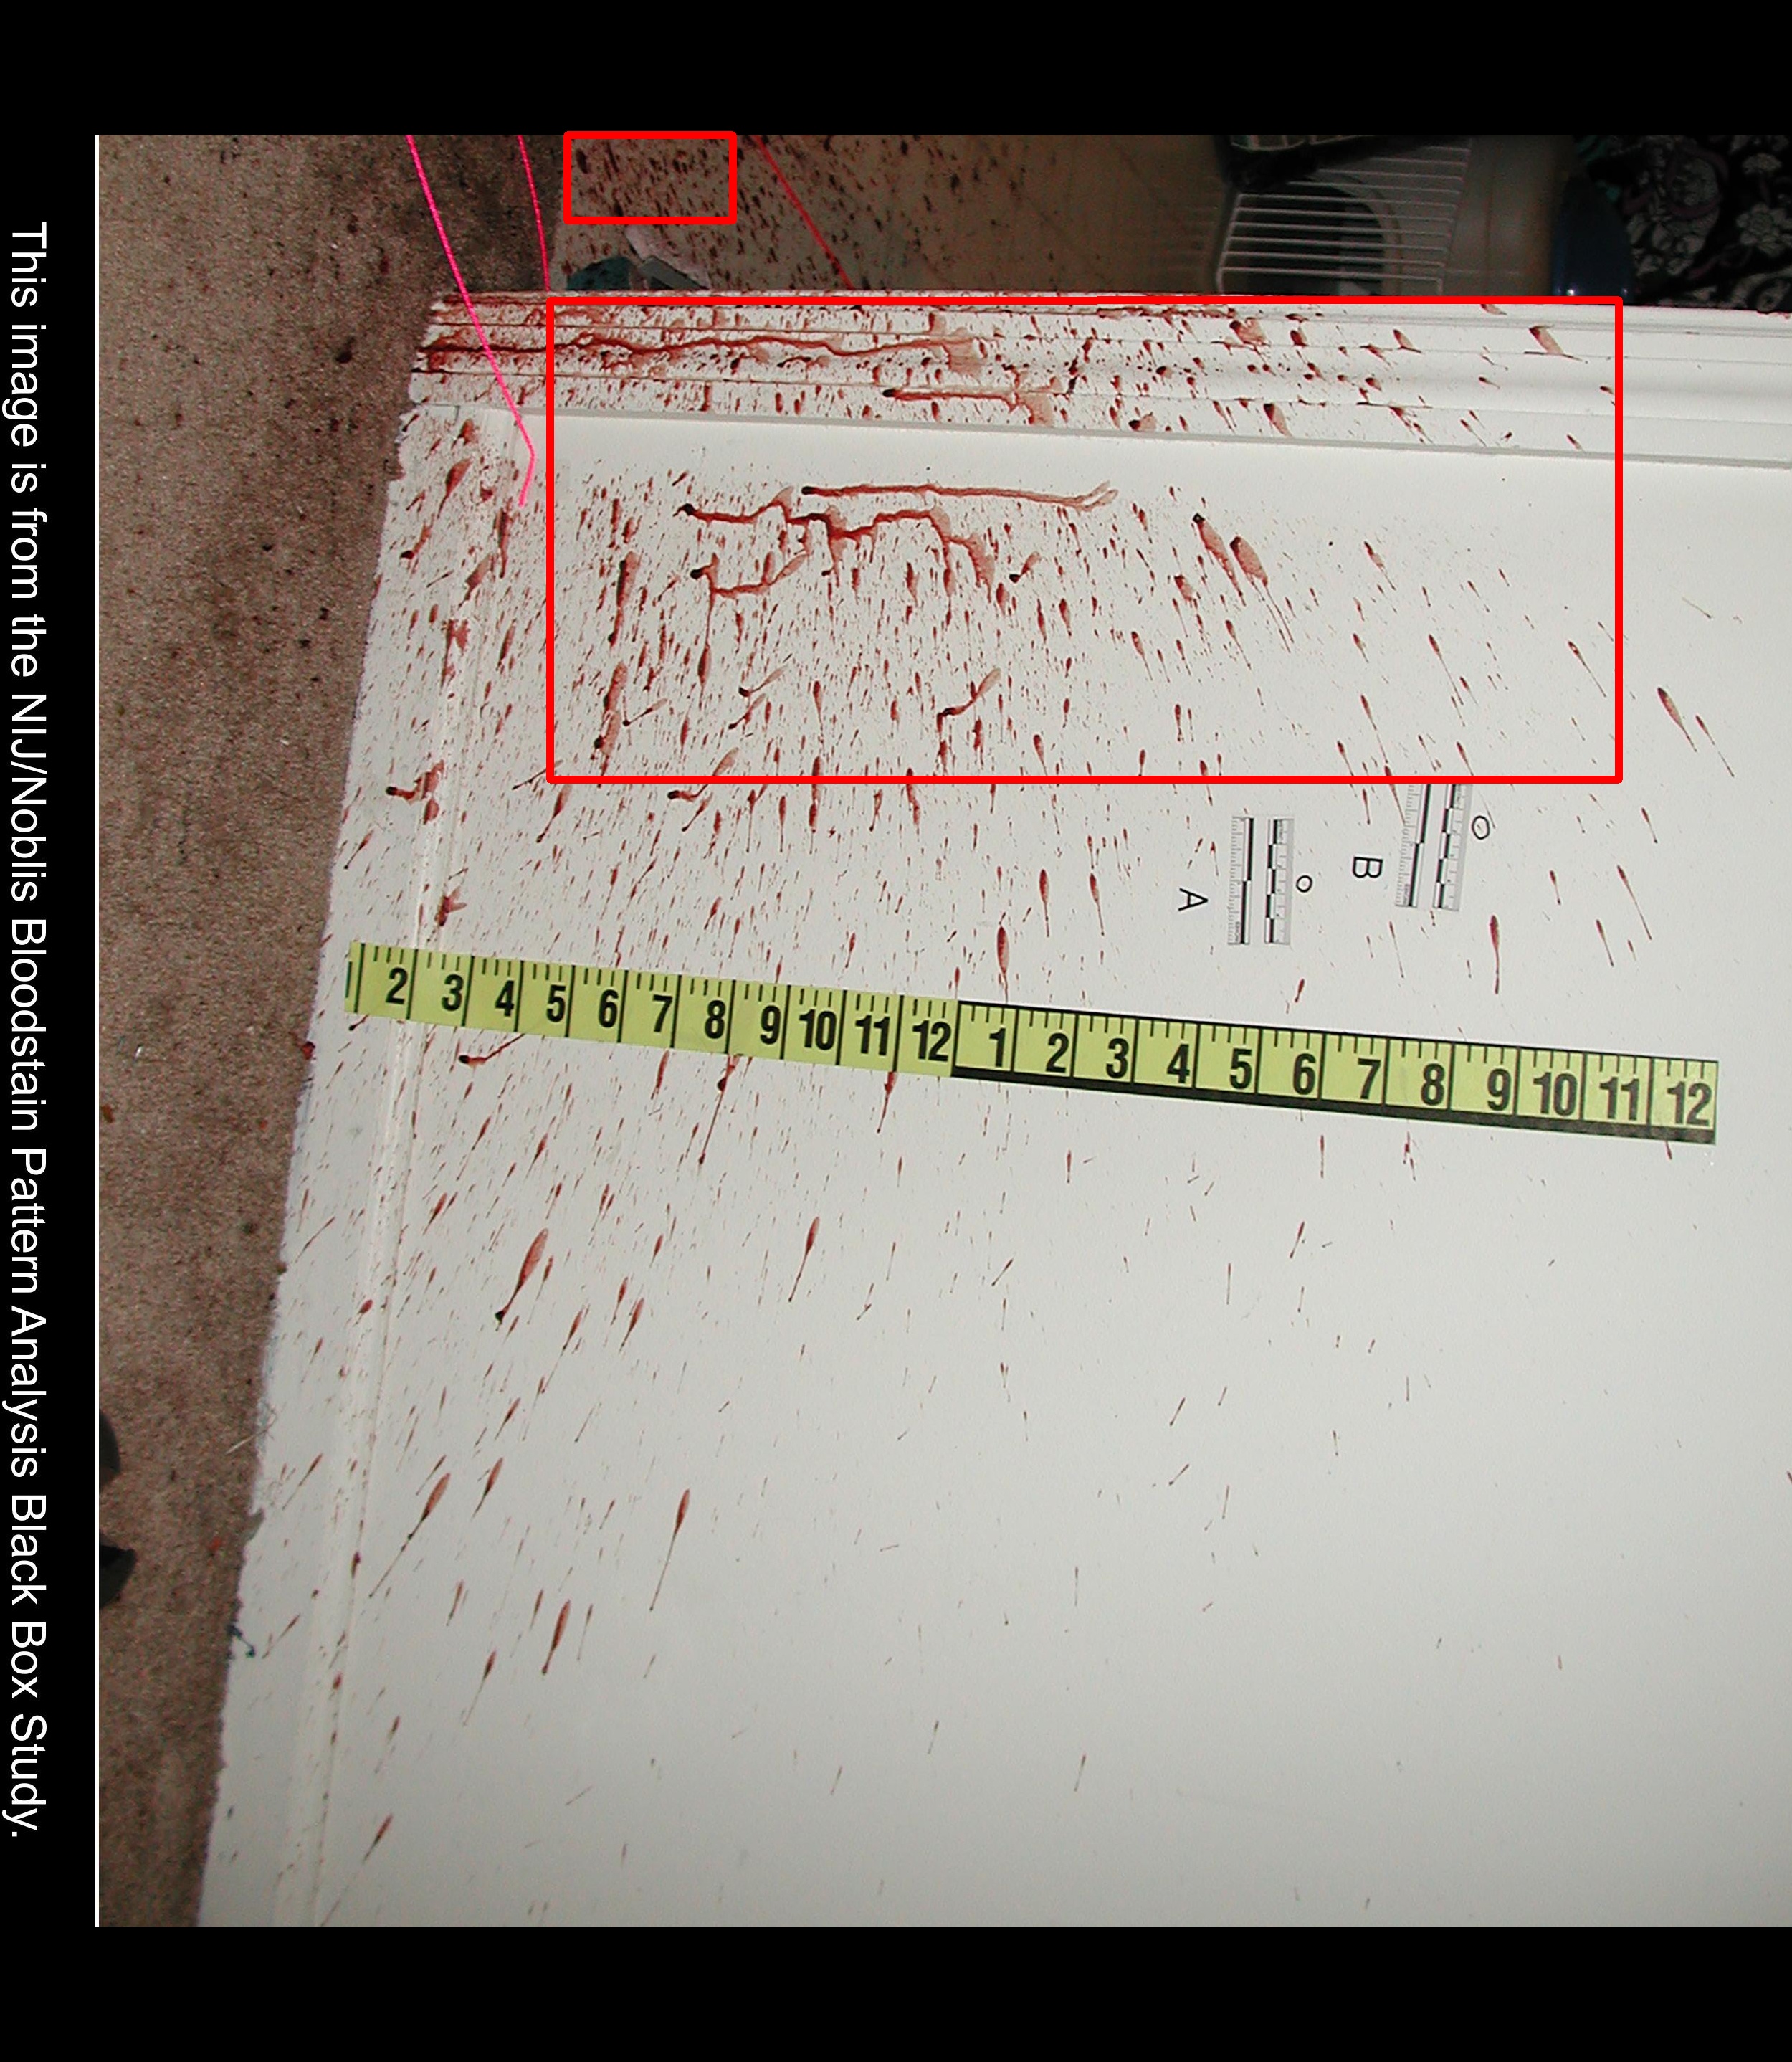 This image is from the NIJ/Noblis Bloodstain Pattern Analysis Black Box Study.
B
A
2 3 4 5 6 7 8 9 10 11 12 1 2 3 4 5 6 7 8 9 10 11 12